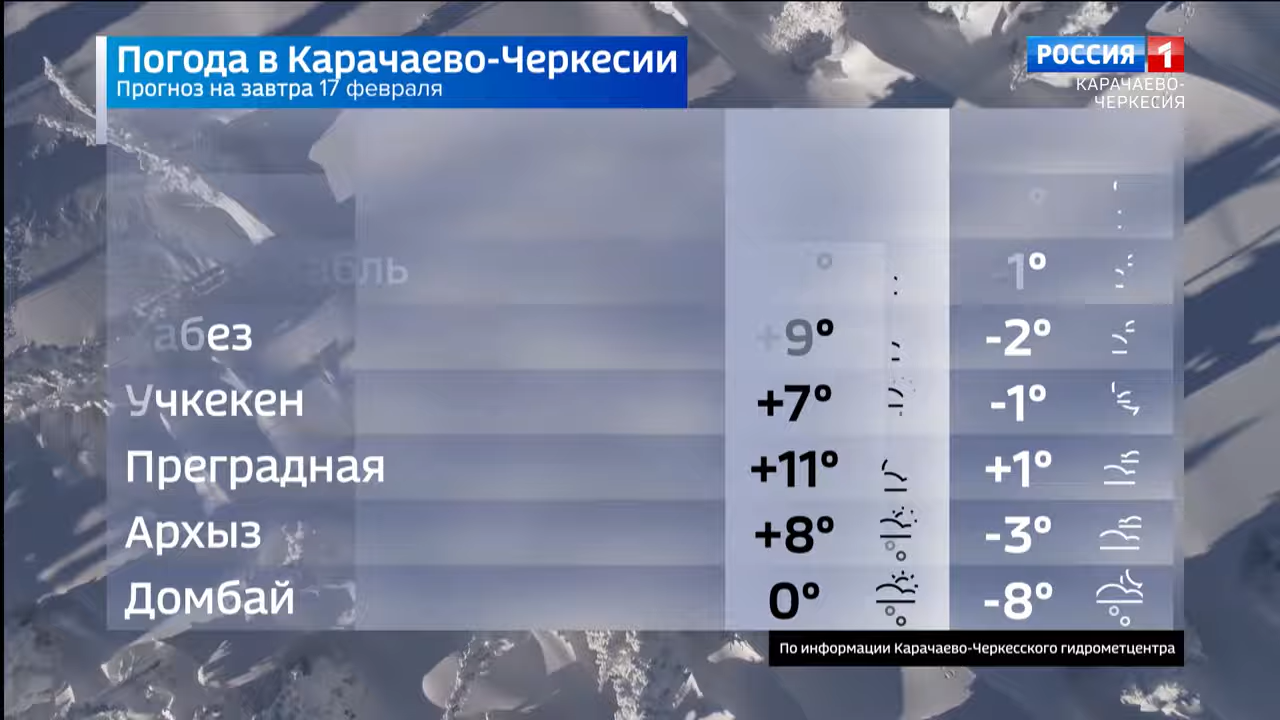 Погода в Карачаево-Черкесии
Прогноз на завтра 17 февраля
РОССИЯ 1
КАРАЧАЕВО-
ЧЕРКЕСИЯ
-1°
+9° -2°
Учкекен +7° -1°
Преградная +11° +1°
Архыз +8° -3°
Домбай 0° -8°
По информации Карачаево-Черкесского гидрометцентра